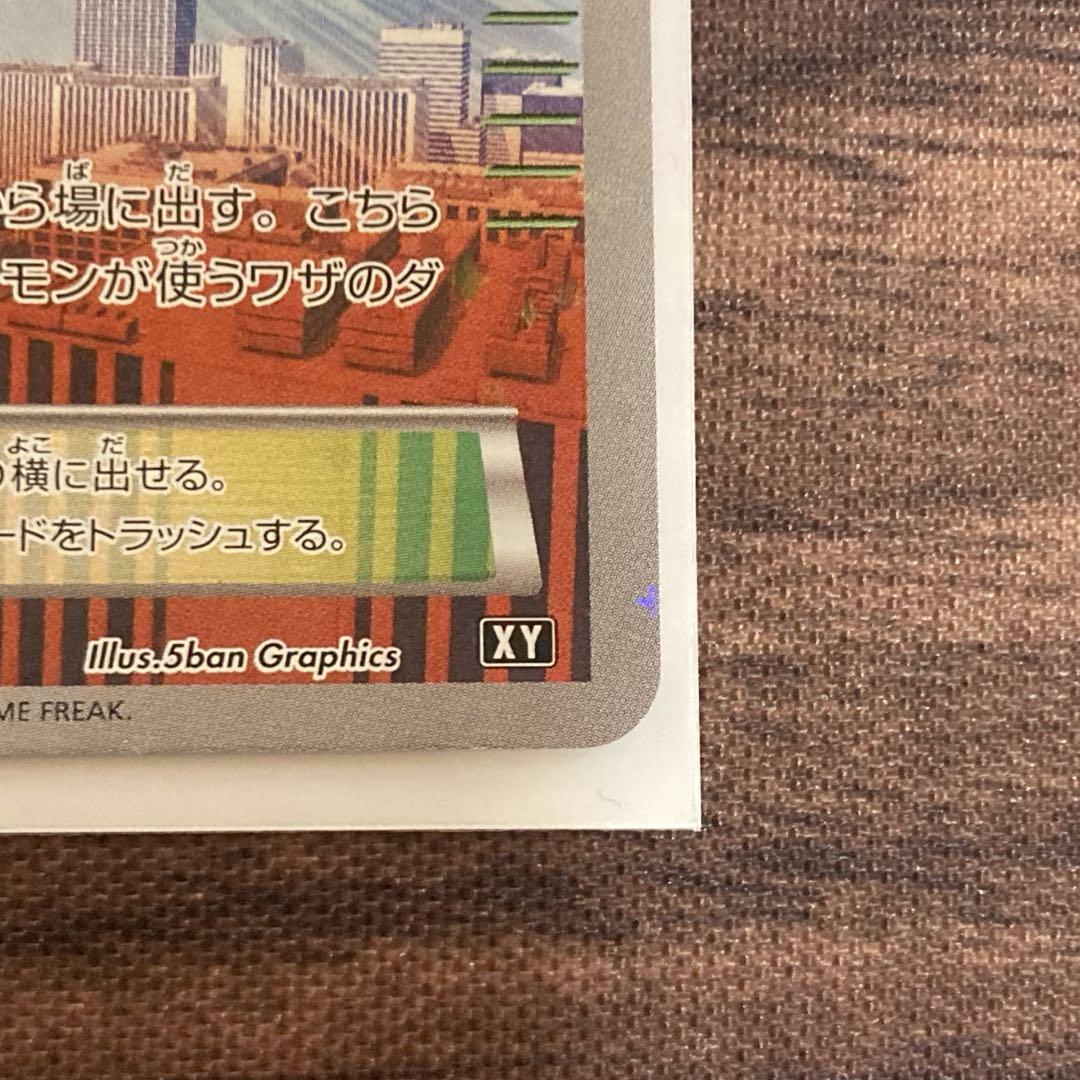 ら場に出す。こちら
モンが使うワザのダ
横に出せる。
ードをトラッシュする。
Illus.5ban Graphics
XY
ME FREAK.